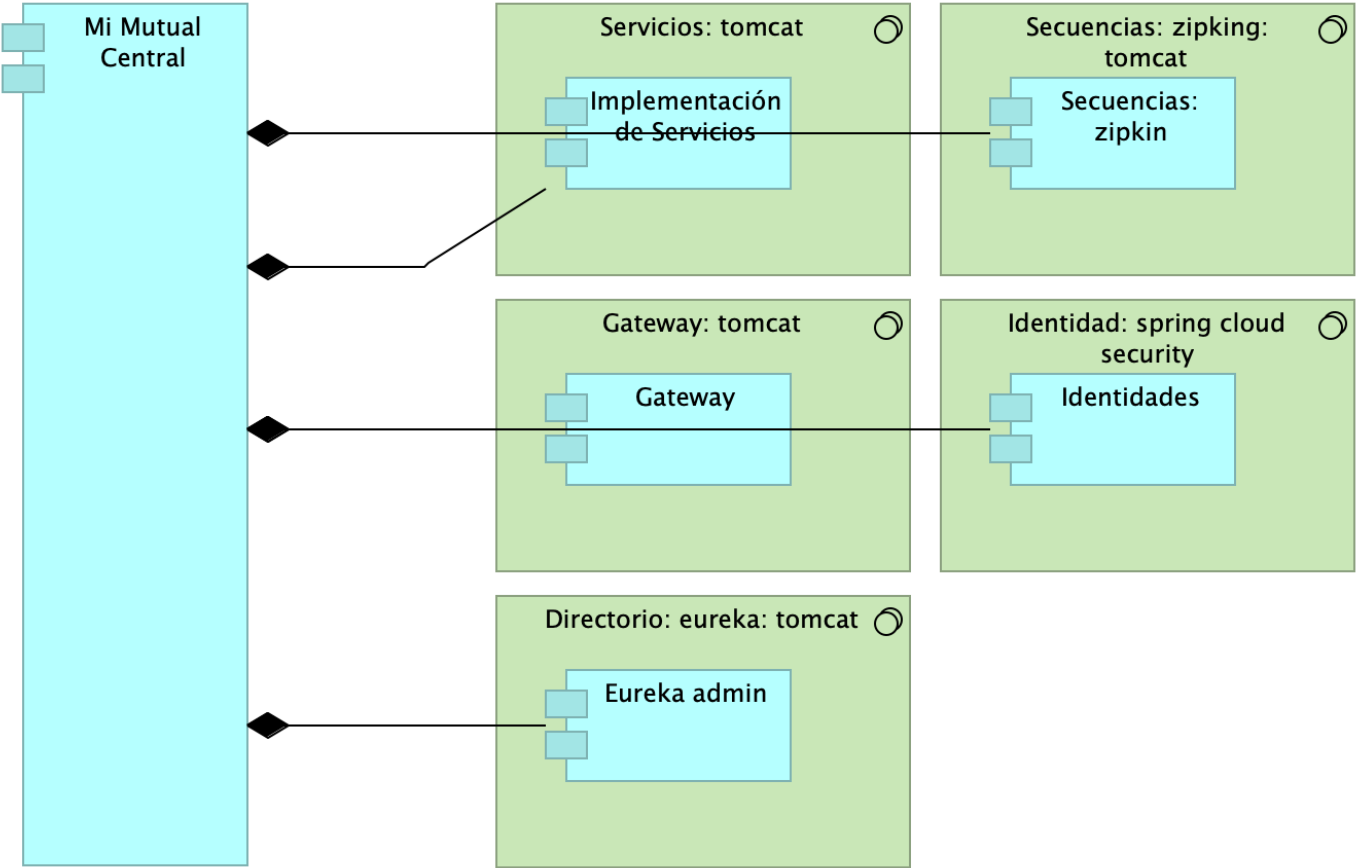 Mi Mutual
Central
Servicios: tomcat
Implementación
de Servicios
Secuencias: zipking:
tomcat
Secuencias:
zipkin
Gateway: tomcat
Gateway
Identidad: spring cloud
security
Identidades
Directorio: eureka: tomcat
Eureka admin